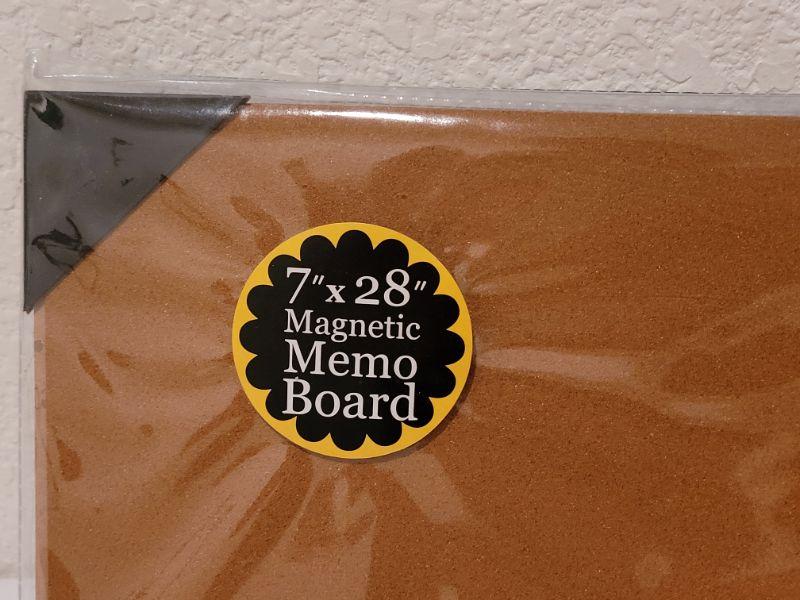 7" x 28"
Magnetic
Memo
Board